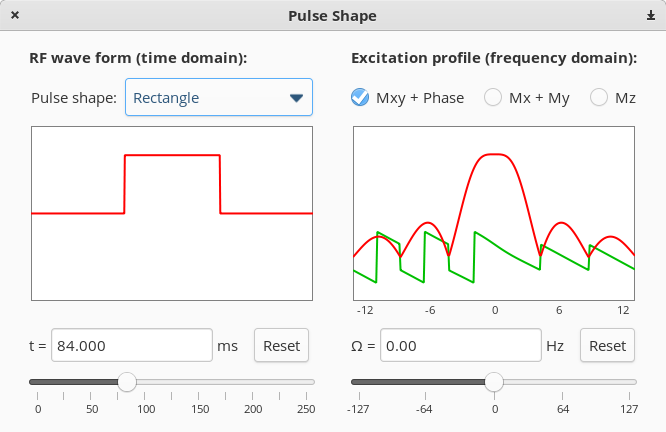 Pulse Shape
RF wave form (time domain):
Pulse shape: Rectangle
t = 84.000 ms Reset
0 50 100 150 200 250
Excitation profile (frequency domain):
Mxy + Phase Mx + My Mz
-12 -6 0 6 12
Ω = 0.00 Hz Reset
-127 -64 0 64 127